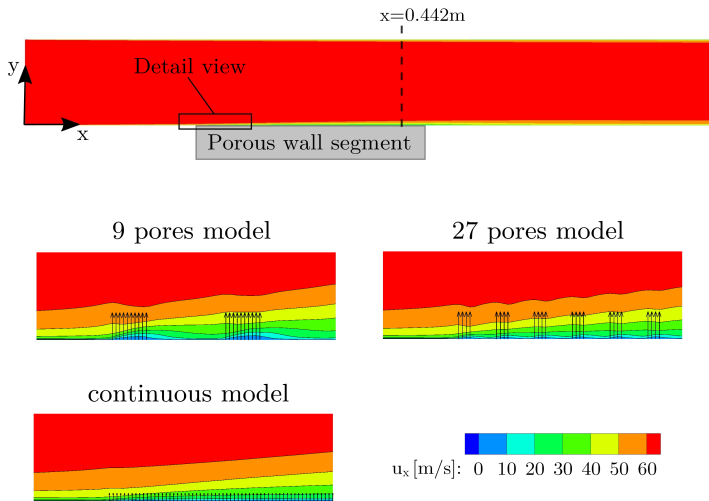 x=0.442m
y
Detail view
x
Porous wall segment
9 pores model
27 pores model
continuous model
uₓ[m/s]: 0 10 20 30 40 50 60